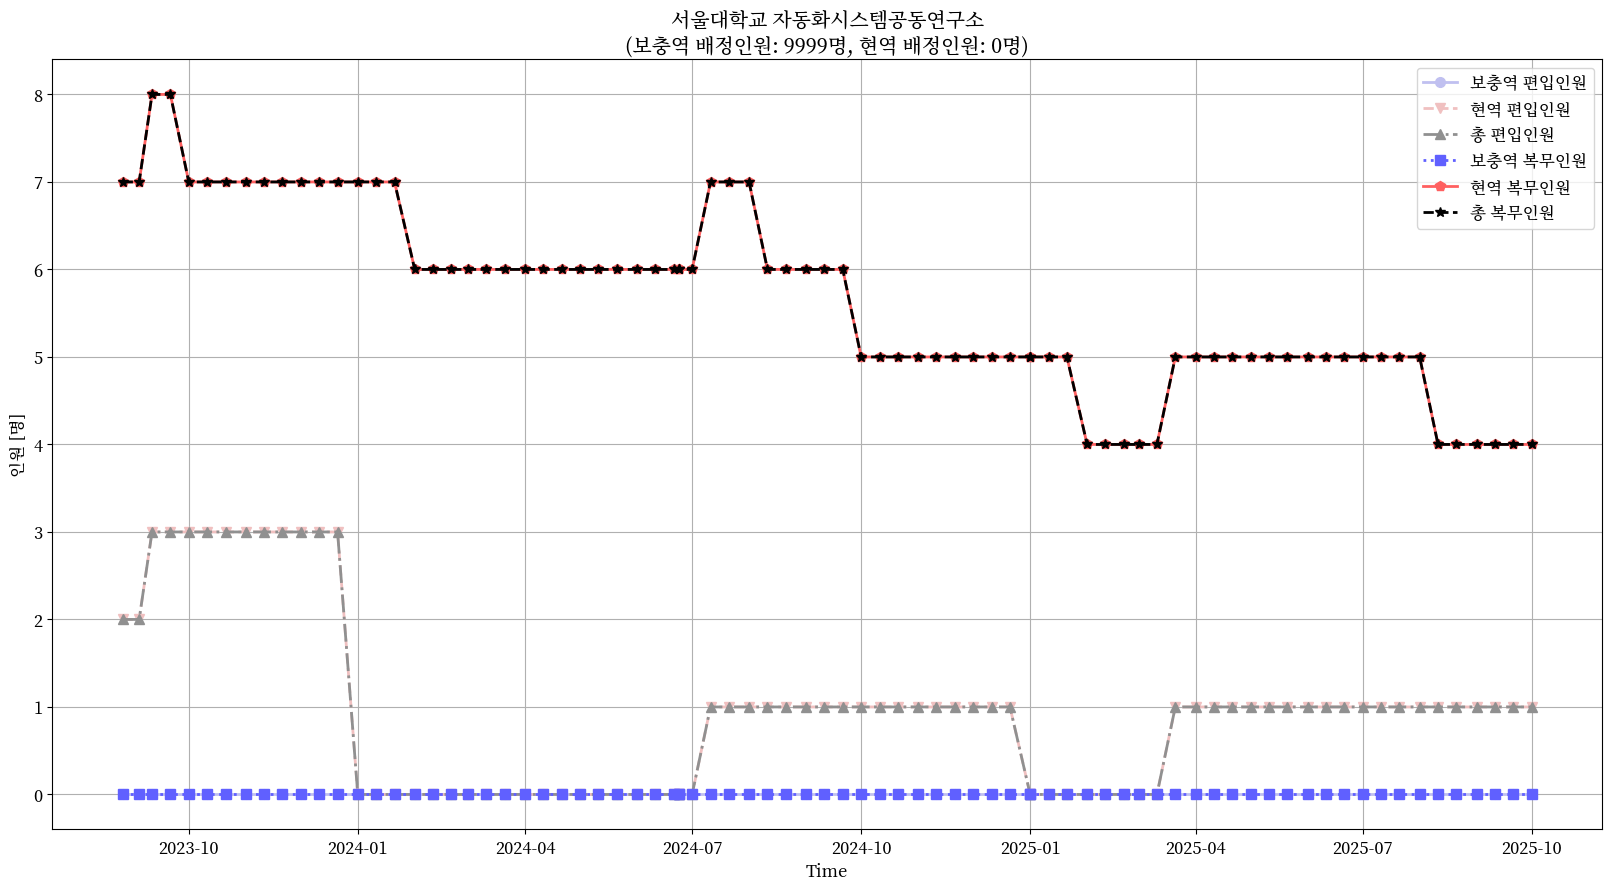 서울대학교 자동화시스템공동연구소
(보충역 배정인원: 9999명, 현역 배정인원: 0명)
보충역 편입인원
현역 편입인원
총 편입인원
보충역 복무인원
현역 복무인원
총 복무인원
인원 [명]
8
7
6
5
4
3
2
1
0
2023-10
2024-01
2024-04
2024-07
2024-10
2025-01
2025-04
2025-07
2025-10
Time